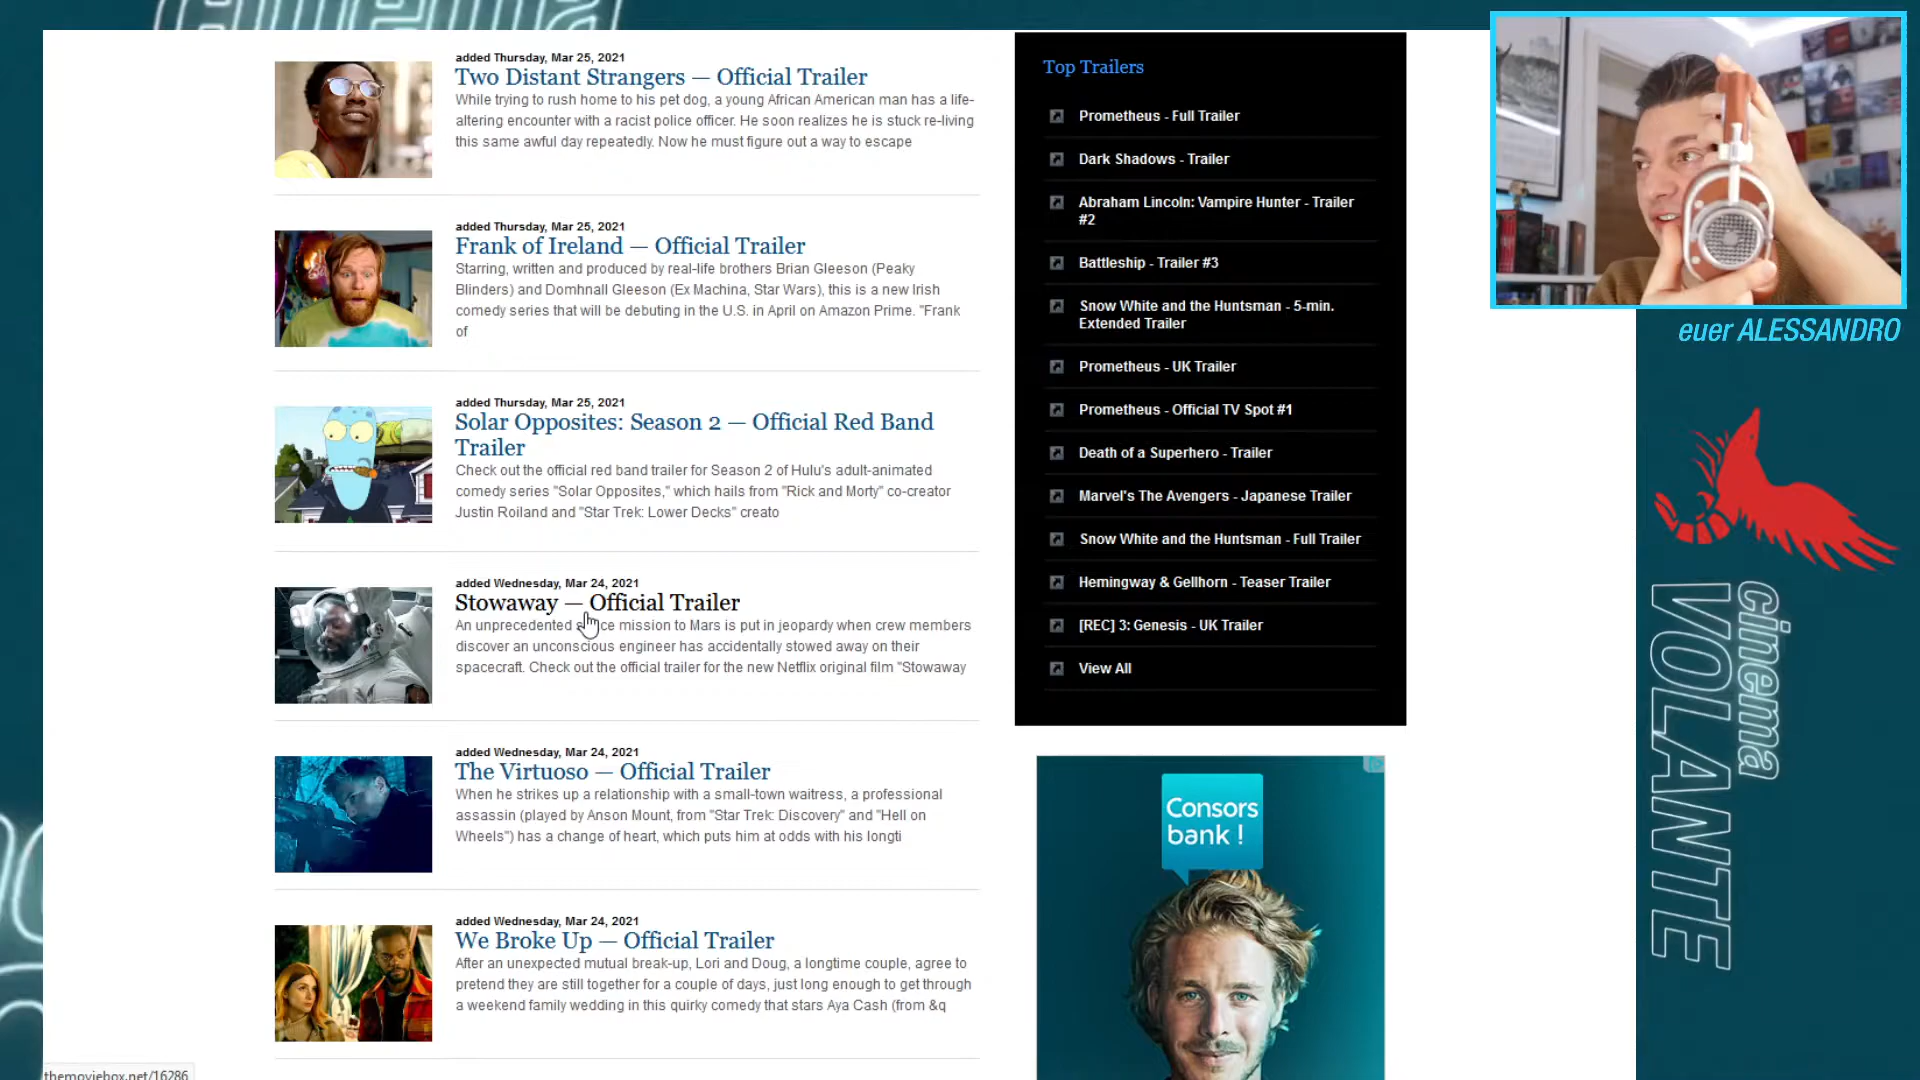 added Thursday, Mar 25, 2021
Two Distant Strangers — Official Trailer
While trying to rush home to his pet dog, a young African American man has a life-
altering encounter with a racist police officer. He soon realizes he is stuck re-living
this same awful day repeatedly. Now he must figure out a way to escape
added Thursday, Mar 25, 2021
Frank of Ireland — Official Trailer
Starring, written and produced by real-life brothers Brian Gleeson (Peaky
Blinders) and Domhnall Gleeson (Ex Machina, Star Wars), this is a new Irish
comedy series that will be debuting in the U.S. in April on Amazon Prime. "Frank
of
added Thursday, Mar 25, 2021
Solar Opposites: Season 2 — Official Red Band
Trailer
Check out the official red band trailer for Season 2 of Hulu's adult-animated
comedy series "Solar Opposites," which hails from "Rick and Morty" co-creator
Justin Roiland and "Star Trek: Lower Decks" creato
added Wednesday, Mar 24, 2021
Stowaway — Official Trailer
An unprecedented mission to Mars is put in jeopardy when crew members
discover an unconscious engineer has accidentally stowed away on their
spacecraft. Check out the official trailer for the new Netflix original film "Stowaway
added Wednesday, Mar 24, 2021
The Virtuoso — Official Trailer
When he strikes up a relationship with a small-town waitress, a professional
assassin (played by Anson Mount, from "Star Trek: Discovery" and "Hell on
Wheels") has a change of heart, which puts him at odds with his longti
added Wednesday, Mar 24, 2021
We Broke Up — Official Trailer
After an unexpected mutual break-up, Lori and Doug, a longtime couple, agree to
pretend they are still together for a couple of days, just long enough to get through
a weekend family wedding in this quirky comedy that stars Aya Cash (from &q
themoviebox.net/16286
Top Trailers
Prometheus - Full Trailer
Dark Shadows - Trailer
Abraham Lincoln: Vampire Hunter - Trailer
#2
Battleship - Trailer #3
Snow White and the Huntsman - 5-min.
Extended Trailer
Prometheus - UK Trailer
Prometheus - Official TV Spot #1
Death of a Superhero - Trailer
Marvel's The Avengers - Japanese Trailer
Snow White and the Huntsman - Full Trailer
Hemingway & Gellhorn - Teaser Trailer
[REC] 3: Genesis - UK Trailer
View All
Consors
bank !
euer ALESSANDRO
cinema
VOLANTE